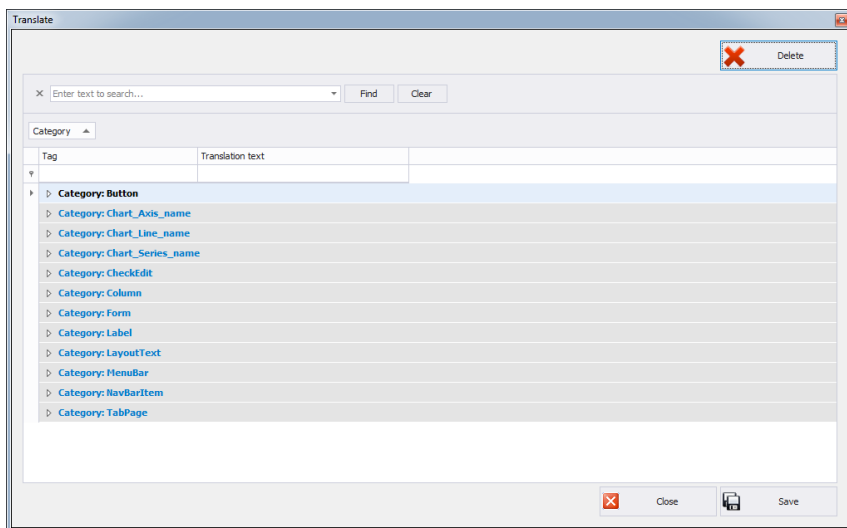 Translate
Delete
Enter text to search...
Find
Clear
Category
Tag
Translation text
Category: Button
Category: Chart_Axis_name
Category: Chart_Line_name
Category: Chart_Series_name
Category: CheckEdit
Category: Column
Category: Form
Category: Label
Category: LayoutText
Category: MenuBar
Category: NavBarItem
Category: TabPage
Close
Save